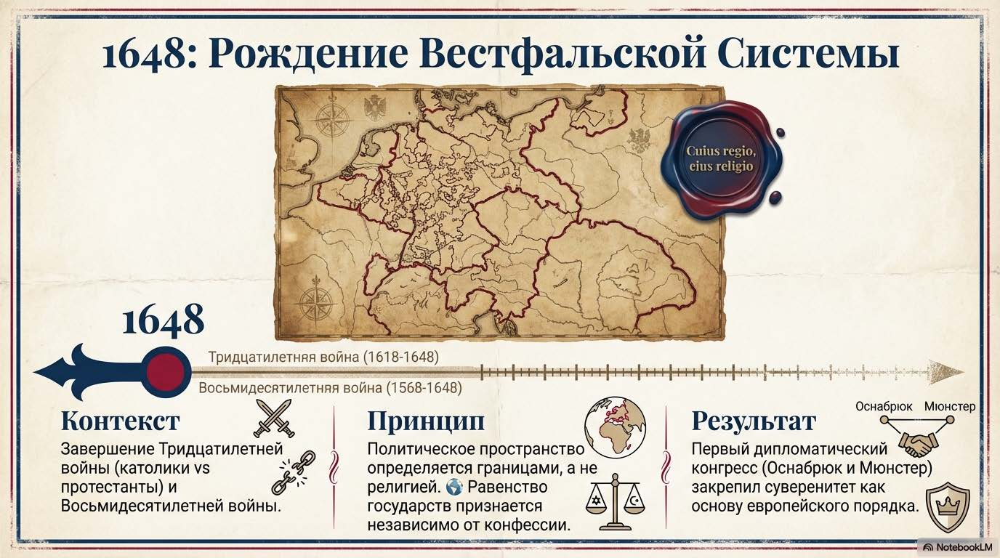 1648: Рождение Вестфальской Системы
Cuius regio,
eius religio
1648
Тридцатилетняя война (1618-1648)
Восьмидесятилетняя война (1568-1648)
Контекст
Завершение Тридцатилетней
войны (католики vs
протестанты) и
Восьмидесятилетней войны.
Принцип
Политическое пространство
определяется границами, а не
религией. 🌎 Равенство
государств признается
независимо от конфессии.
Оснабрюк Мюнстер
Результат
Первый дипломатический
конгресс (Оснабрюк и Мюнстер)
закрепил суверенитет как
основу европейского порядка.
NotebookLM